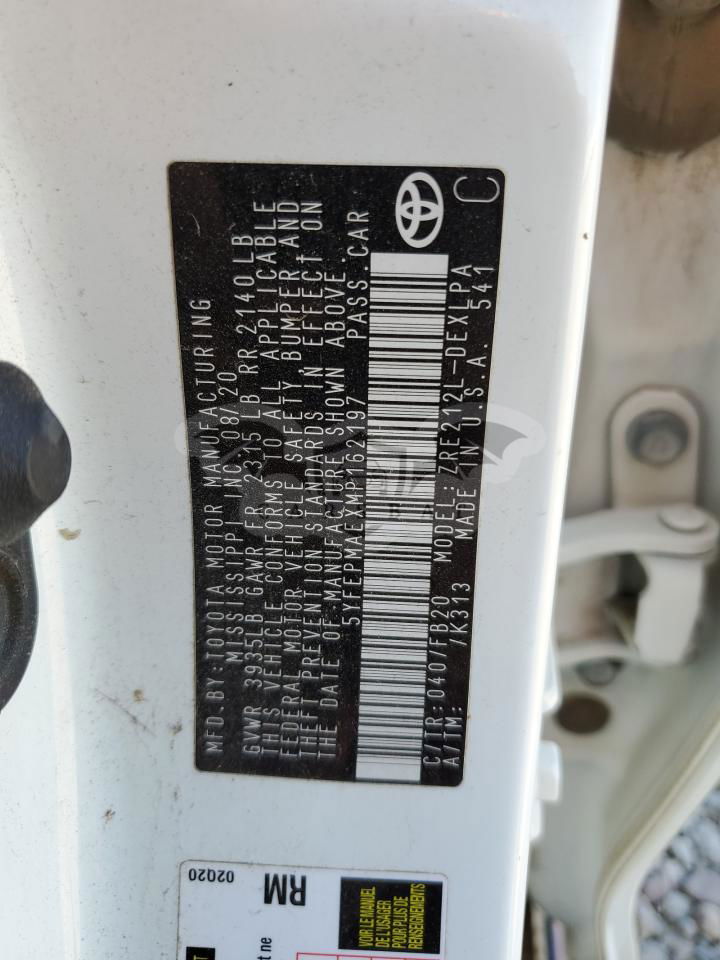 MFD.BY:TOYOTA MOTOR MANUFACTURING
MISSISSIPPI INC. 08/20
GVWR 3935LB GAWR FR 2315LB RR 2140LB
THIS VEHICLE CONFORMS TO ALL APPLICABLE
FEDERAL MOTOR VEHICLE SAFETY, BUMPER AND
THEFT PREVENTION STANDARDS IN EFFECT ON
THE DATE OF MANUFACTURE SHOWN ABOVE.
5YFEPMAEXMP162197 PASS.CAR
C/TR:040/FB20 MODEL:ZRE212L-DEXLPA
A/TM: /K313 MADE IN U.S.A. 541
C
02Q20
RM
VOIR LE MANUEL
DE L'USAGER
POUR PLUS DE
RENSEIGNEMENTS
nt ne